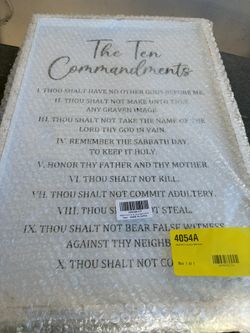 The Ten
Commandments
I. THOU SHALT HAVE NO OTHER GODS BEFORE ME.
II. THOU SHALT NOT MAKE UNTO THEE
ANY GRAVEN IMAGE.
III. THOU SHALT NOT TAKE THE NAME OF THE
LORD THY GOD IN VAIN.
IV. REMEMBER THE SABBATH DAY
TO KEEP IT HOLY.
V. HONOR THY FATHER AND THY MOTHER.
VI. THOU SHALT NOT KILL.
VII. THOU SHALT NOT COMMIT ADULTERY.
VIII. THOU S NOT STEAL.
IX. THOU SHALT NOT BEAR FALSE WITNESS
AGAINST THY NEIGHB
X. THOU SHALT NOT CO
4054A